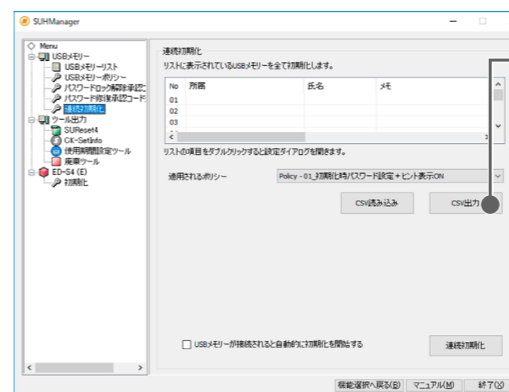 SUHManager
Menu
USBメモリー
USBメモリーリスト
USBメモリーポリシー
パスワードロック解除承認コ
パスワード修復承認コード
連続初期化
ツール出力
SUReset4
CK-SetInfo
使用期間設定ツール
廃棄ツール
ED-S4 (E)
初期化
連続初期化
リストに表示されているUSBメモリーを全て初期化します。
No 所属 氏名 メモ
01
02
03
リストの項目をダブルクリックすると設定ダイアログを開きます。
適用されるポリシー Policy - 01_初期化時パスワード設定+ヒント表示ON
CSV読み込み CSV出力
USBメモリーが接続されると自動的に初期化を開始する 連続初期化
機能選択へ戻る(B) マニュアル(M) 終了(X)